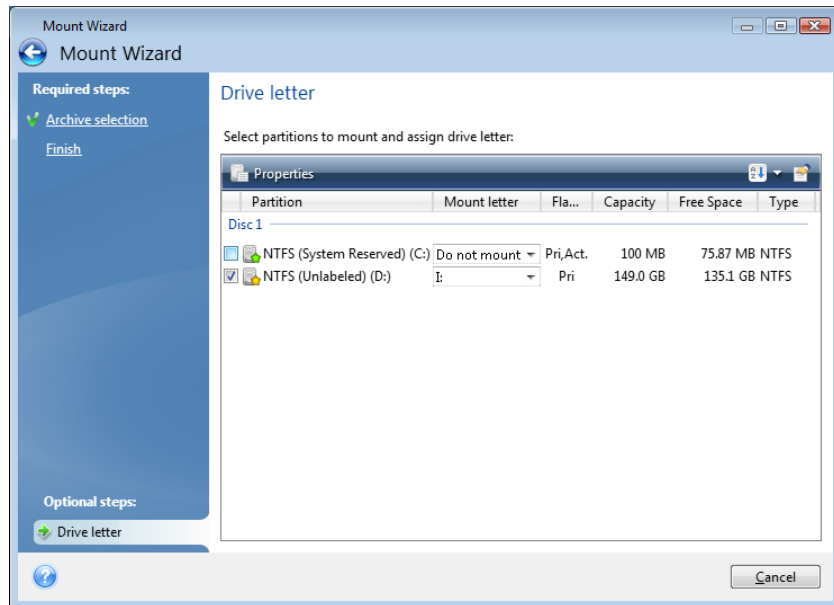 Mount Wizard
Mount Wizard
Required steps:
Archive selection
Finish
Drive letter
Select partitions to mount and assign drive letter:
Properties
Partition Mount letter Fla... Capacity Free Space Type
Disc 1
NTFS (System Reserved) (C:) Do not mount Pri,Act. 100 MB 75.87 MB NTFS
NTFS (Unlabeled) (D:) I: Pri 149.0 GB 135.1 GB NTFS
Optional steps:
Drive letter
Cancel